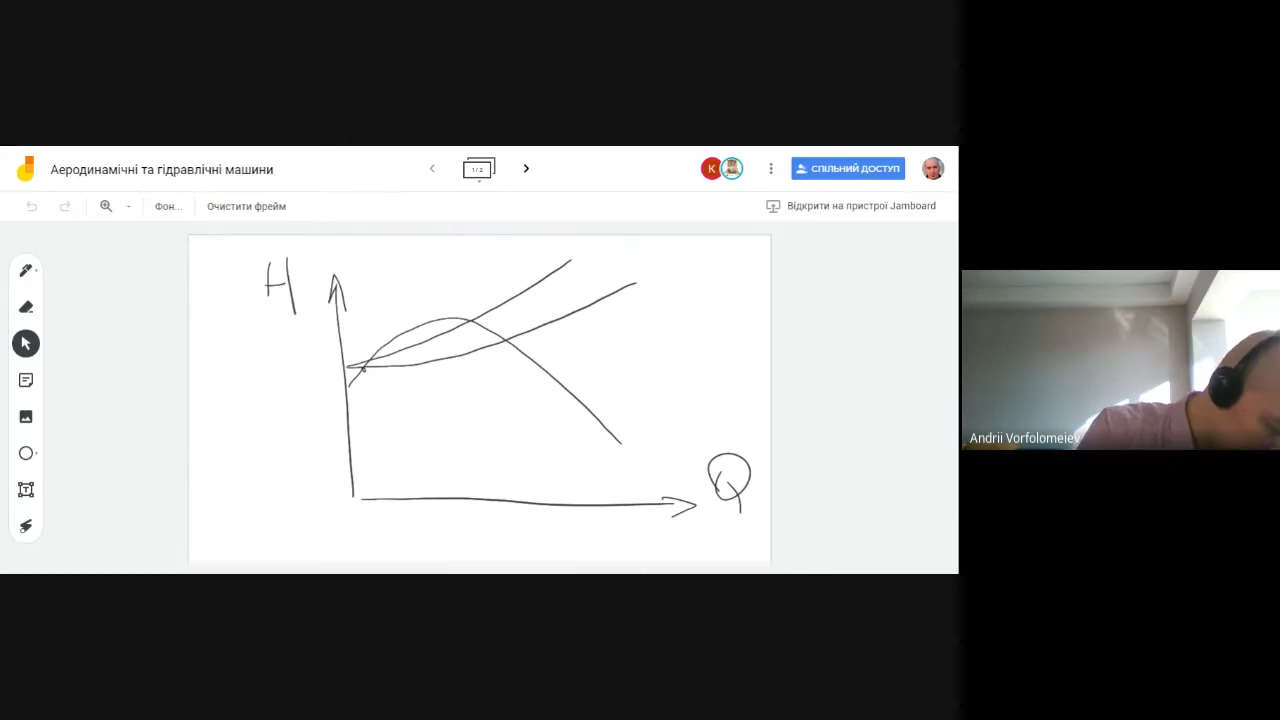 Аеродинамічні та гідравлічні машини
1 / 2
K
СПІЛЬНИЙ ДОСТУП
Фон...
Очистити фрейм
Відкрити на пристрої Jamboard
H
Q
Andrii Vorfolomeiev